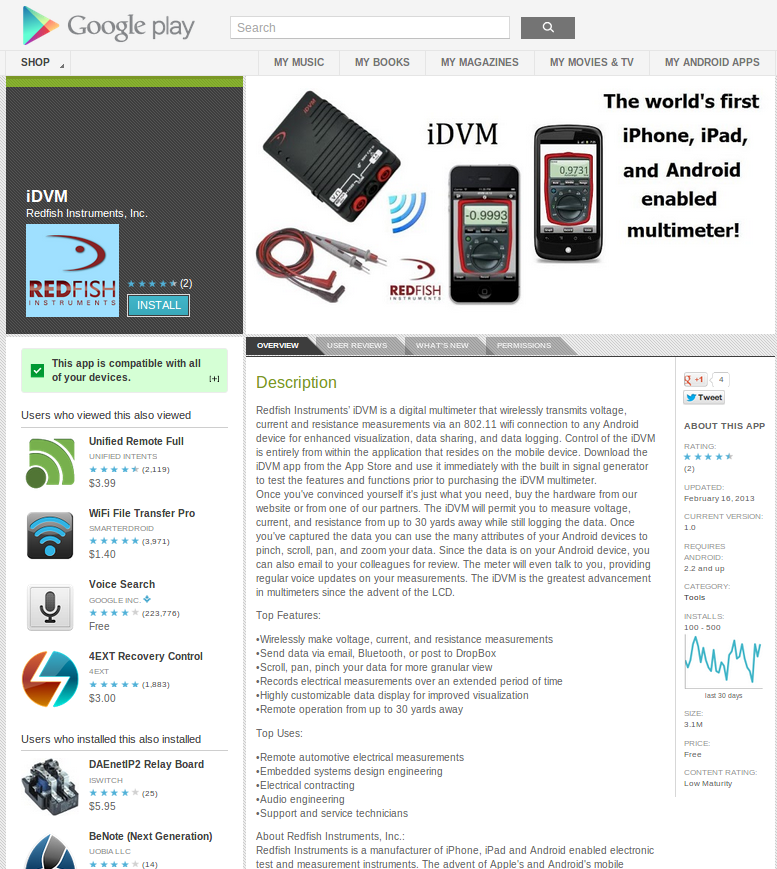 Google play
Search
SHOP
MY MUSIC
MY BOOKS
MY MAGAZINES
MY MOVIES & TV
MY ANDROID APPS
iDVM
Redfish Instruments, Inc.
REDFISH
INSTRUMENTS
(2)
INSTALL
iDVM
iDVM
-0.9993
0.9731
REDFISH
INSTRUMENTS
The world's first
iPhone, iPad,
and Android
enabled
multimeter!
This app is compatible with all
of your devices.
[+]
Users who viewed this also viewed
Unified Remote Full
UNIFIED INTENTS
(2,119)
$3.99
WiFi File Transfer Pro
SMARTERDROID
(3,971)
$1.40
Voice Search
GOOGLE INC.
(223,776)
Free
4EXT Recovery Control
4EXT
(1,883)
$3.00
Users who installed this also installed
DAEnetIP2 Relay Board
ISWITCH
(25)
$5.95
BeNote (Next Generation)
UOBIA LLC
(14)
OVERVIEW
USER REVIEWS
WHAT'S NEW
PERMISSIONS
Description
Redfish Instruments' iDVM is a digital multimeter that wirelessly transmits voltage,
current and resistance measurements via an 802.11 wifi connection to any Android
device for enhanced visualization, data sharing, and data logging. Control of the iDVM
is entirely from within the application that resides on the mobile device. Download the
iDVM app from the App Store and use it immediately with the built in signal generator
to test the features and functions prior to purchasing the iDVM multimeter.
Once you've convinced yourself it's just what you need, buy the hardware from our
website or from one of our partners. The iDVM will permit you to measure voltage,
current, and resistance from up to 30 yards away while still logging the data. Once
you've captured the data you can use the many attributes of your Android devices to
pinch, scroll, pan, and zoom your data. Since the data is on your Android device, you
can also email to your colleagues for review. The meter will even talk to you, providing
regular voice updates on your measurements. The iDVM is the greatest advancement
in multimeters since the advent of the LCD.
Top Features:
•Wirelessly make voltage, current, and resistance measurements
•Send data via email, Bluetooth, or post to DropBox
•Scroll, pan, pinch your data for more granular view
•Records electrical measurements over an extended period of time
•Highly customizable data display for improved visualization
•Remote operation from up to 30 yards away
Top Uses:
•Remote automotive electrical measurements
•Embedded systems design engineering
•Electrical contracting
•Audio engineering
•Support and service technicians
About Redfish Instruments, Inc.:
Redfish Instruments is a manufacturer of iPhone, iPad and Android enabled electronic
test and measurement instruments. The advent of Apple's and Android's mobile
g +1
4
Tweet
ABOUT THIS APP
RATING:
(2)
UPDATED:
February 16, 2013
CURRENT VERSION:
1.0
REQUIRES
ANDROID:
2.2 and up
CATEGORY:
Tools
INSTALLS:
100 - 500
last 30 days
SIZE:
3.1M
PRICE:
Free
CONTENT RATING:
Low Maturity